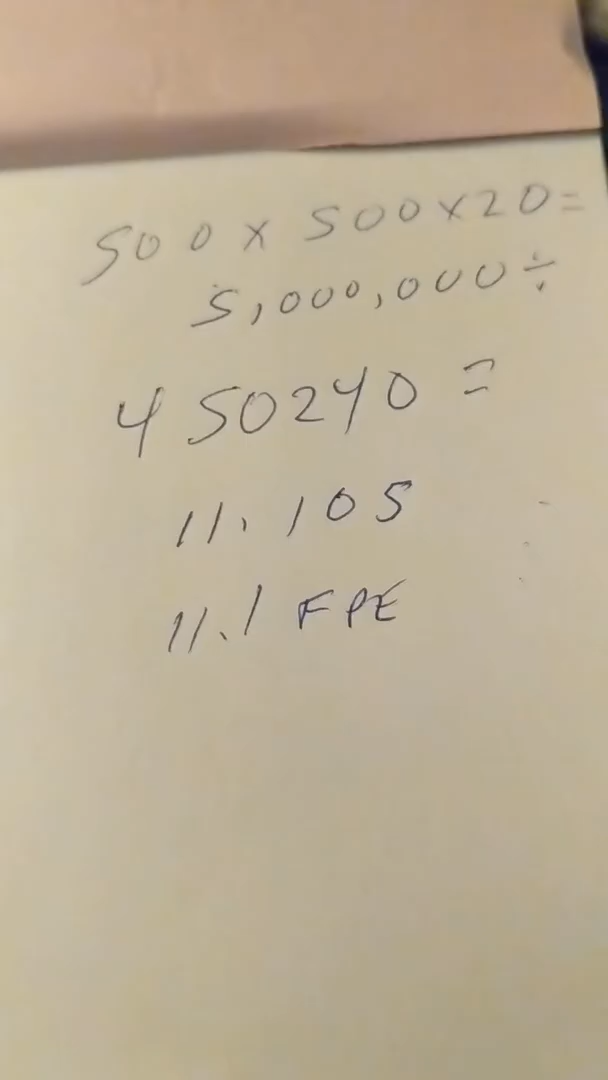 500 x 500 x 20 =
5,000,000 ÷
450240 =
11.105
11.1 FPE